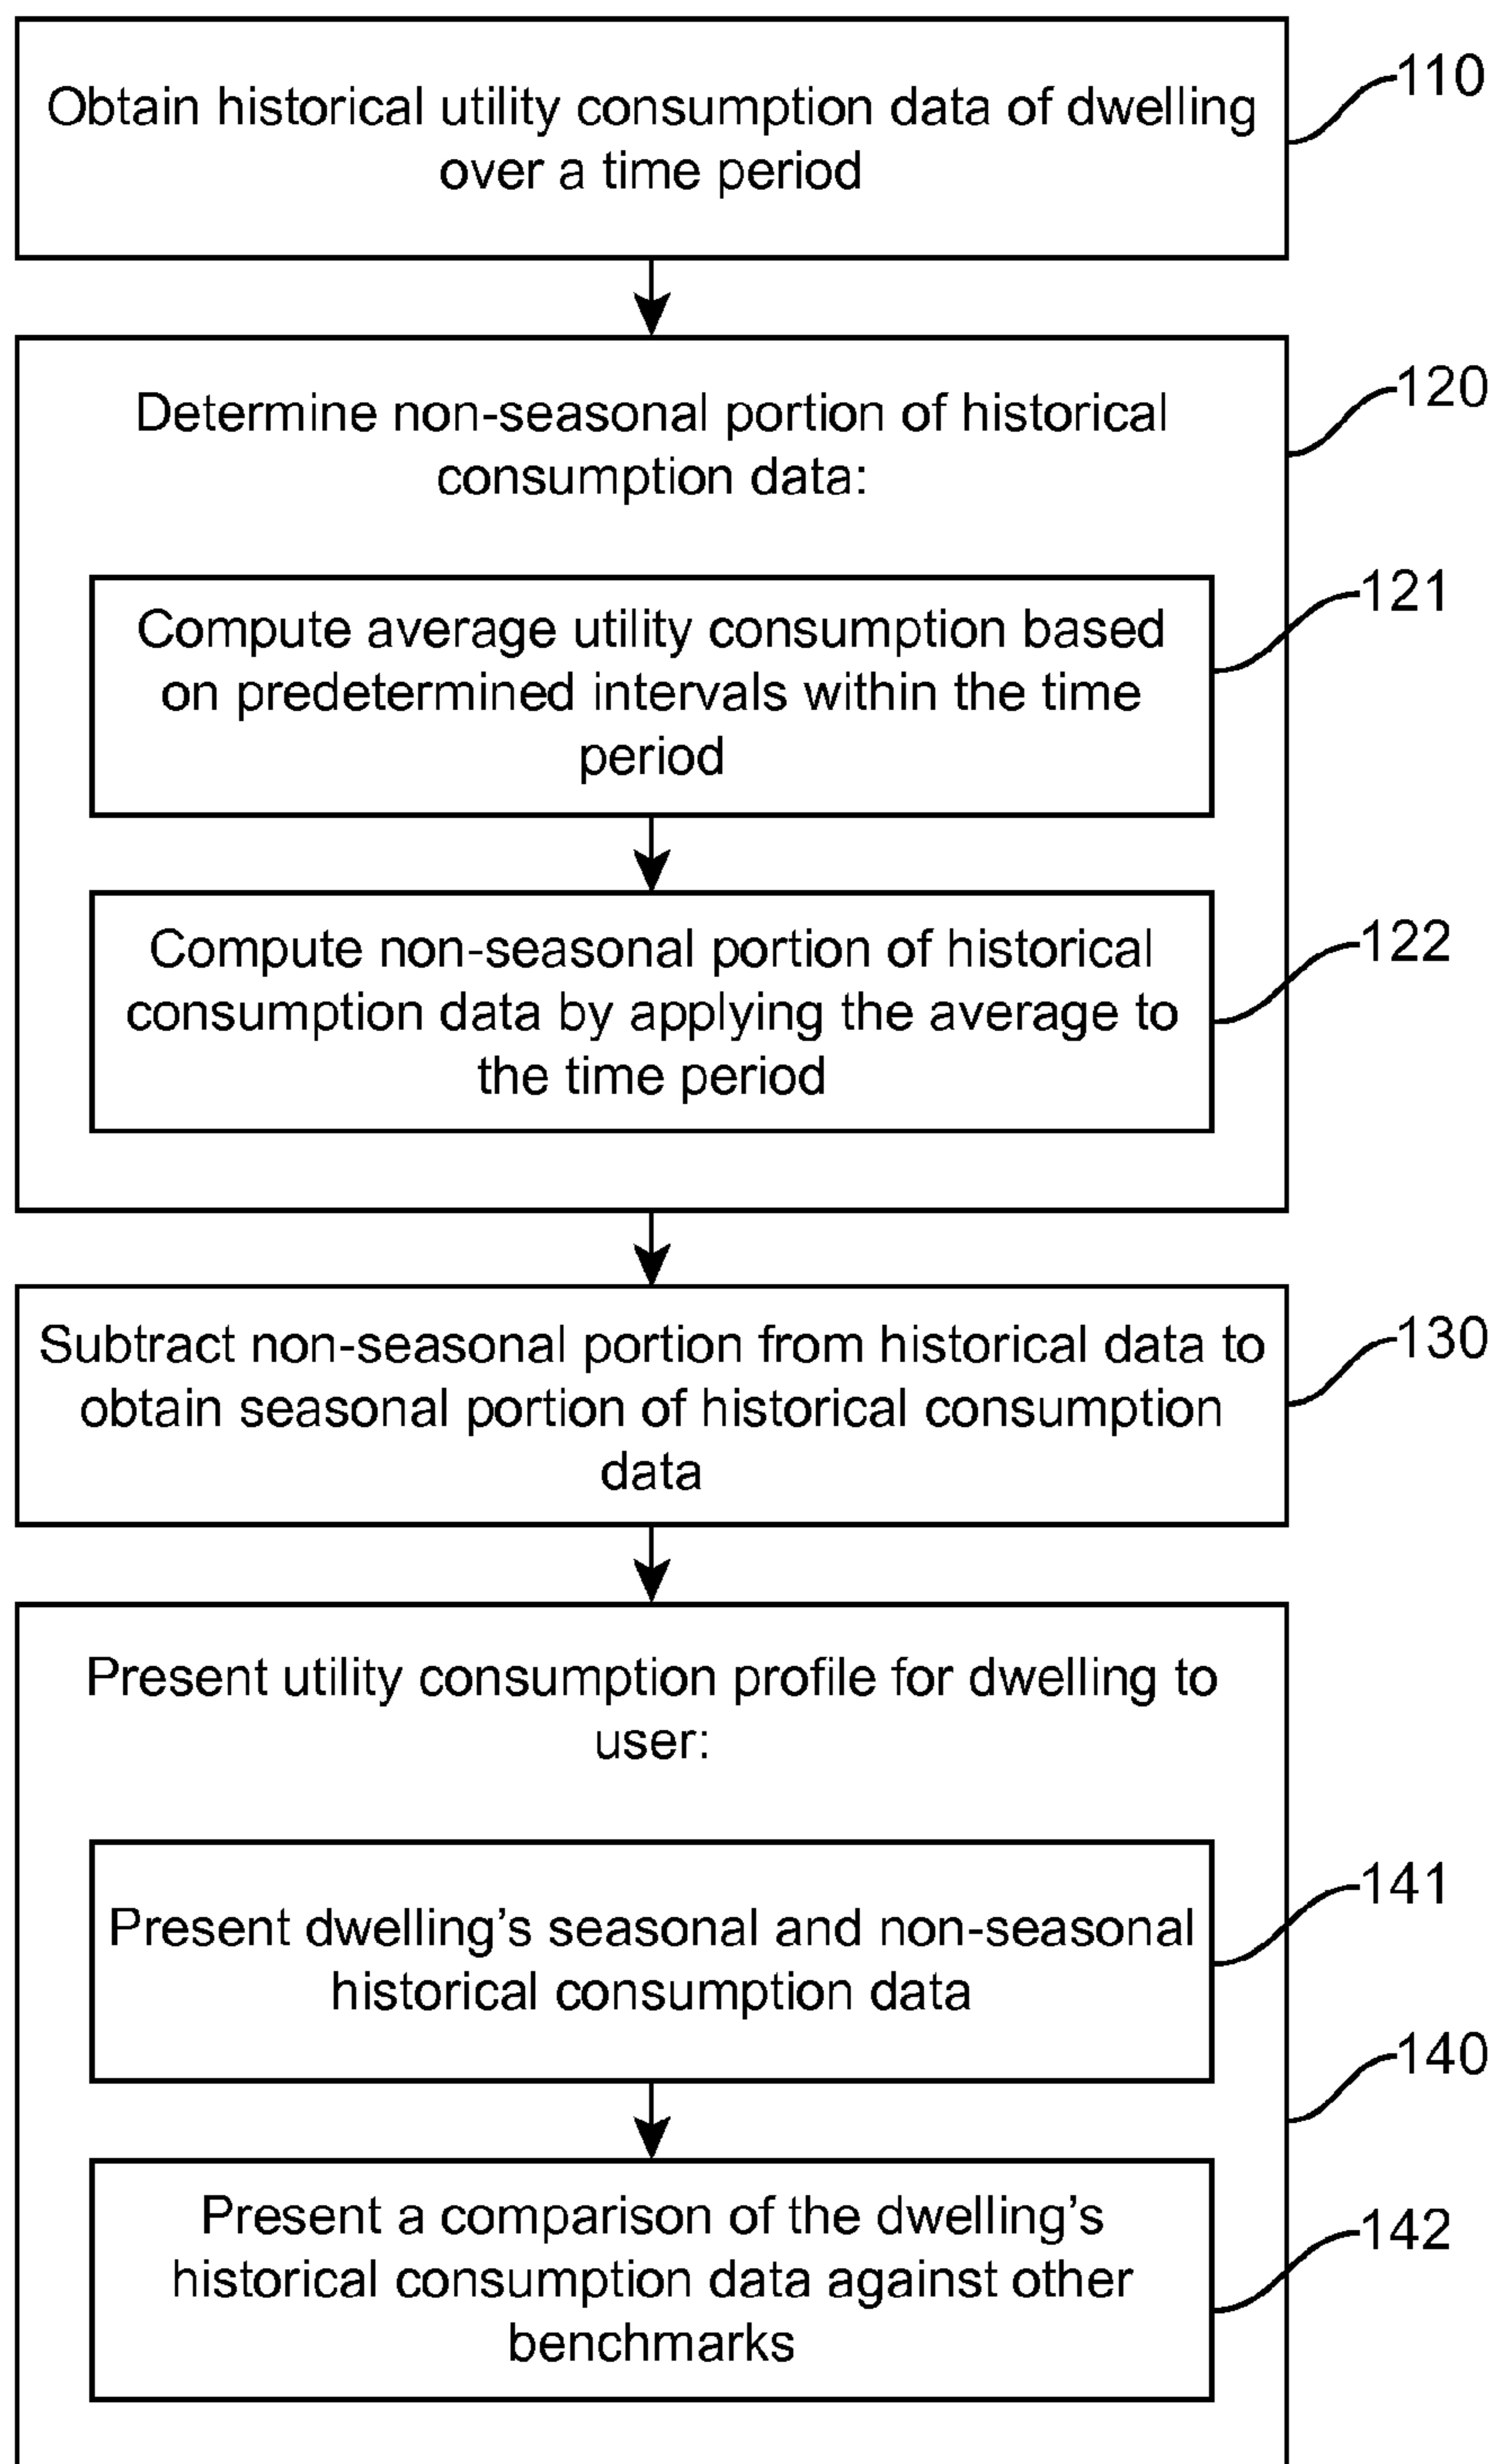 Obtain historical utility consumption data of dwelling
over a time period
110
Determine non-seasonal portion of historical
consumption data:
120
Compute average utility consumption based
on predetermined intervals within the time
period
121
Compute non-seasonal portion of historical
consumption data by applying the average to
the time period
122
Subtract non-seasonal portion from historical data to
obtain seasonal portion of historical consumption
data
130
Present utility consumption profile for dwelling to
user:
Present dwelling's seasonal and non-seasonal
historical consumption data
141
140
Present a comparison of the dwelling's
historical consumption data against other
benchmarks
142